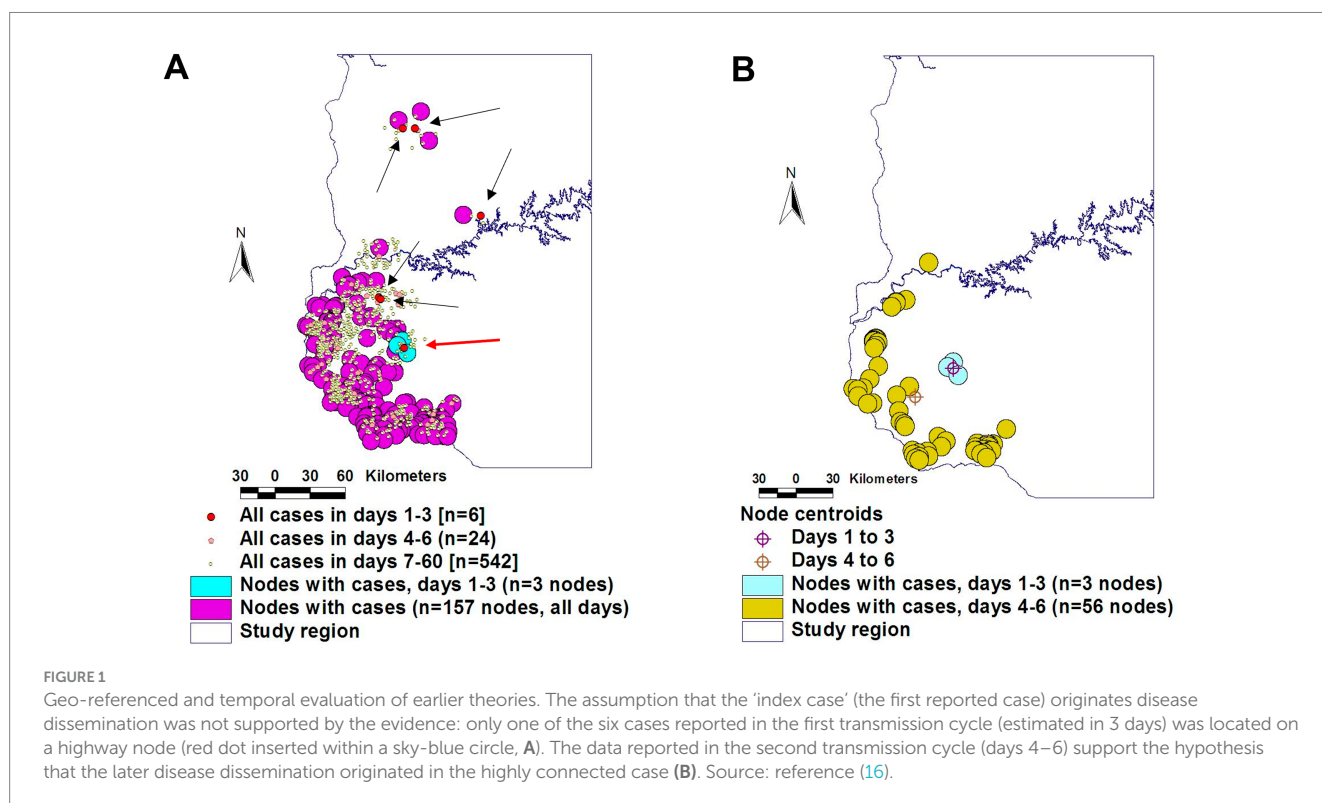 A
B
N
N
30 0 30 60 Kilometers
All cases in days 1-3 [n=6]
All cases in days 4-6 (n=24)
All cases in days 7-60 [n=542]
Nodes with cases, days 1-3 (n=3 nodes)
Nodes with cases (n=157 nodes, all days)
Study region
30 0 30 Kilometers
Node centroids
Days 1 to 3
Days 4 to 6
Nodes with cases, days 1-3 (n=3 nodes)
Nodes with cases, days 4-6 (n=56 nodes)
Study region
FIGURE 1
Geo-referenced and temporal evaluation of earlier theories. The assumption that the ‘index case’ (the first reported case) originates disease
dissemination was not supported by the evidence: only one of the six cases reported in the first transmission cycle (estimated in 3 days) was located on
a highway node (red dot inserted within a sky-blue circle, A). The data reported in the second transmission cycle (days 4–6) support the hypothesis
that the later disease dissemination originated in the highly connected case (B). Source: reference (16).